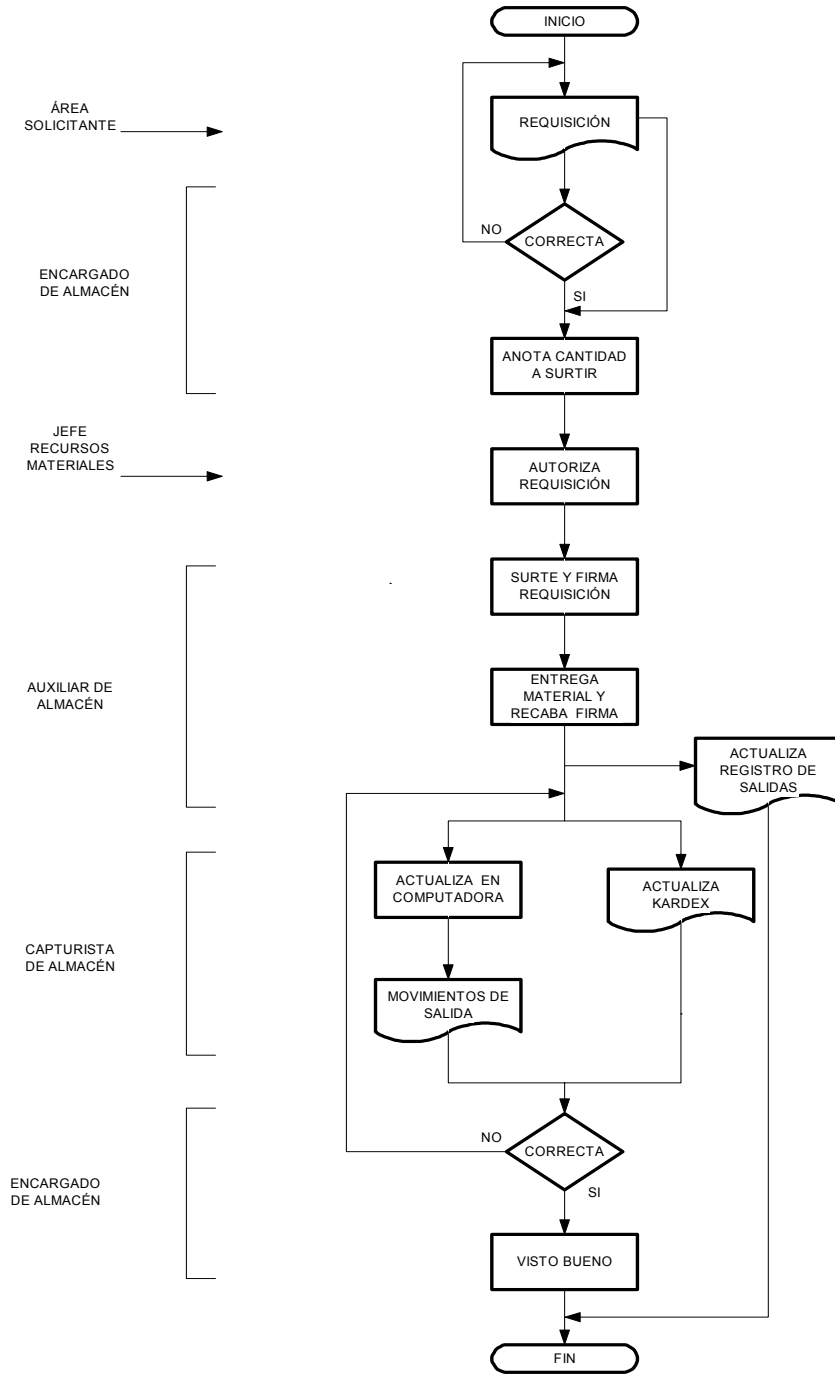 INICIO
ÁREA
SOLICITANTE
REQUISICIÓN
NO
CORRECTA
ENCARGADO
DE ALMACÉN
SI
ANOTA CANTIDAD
A SURTIR
JEFE
RECURSOS
MATERIALES
AUTORIZA
REQUISICIÓN
SURTE Y FIRMA
REQUISICIÓN
AUXILIAR DE
ALMACÉN
ENTREGA
MATERIAL Y
RECABA FIRMA
ACTUALIZA
REGISTRO DE
SALIDAS
ACTUALIZA EN
COMPUTADORA
ACTUALIZA
KARDEX
CAPTURISTA
DE ALMACÉN
MOVIMIENTOS DE
SALIDA
NO
CORRECTA
ENCARGADO
DE ALMACÉN
SI
VISTO BUENO
FIN